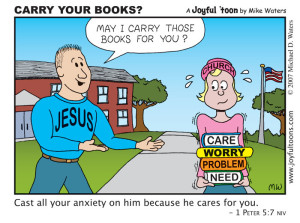 CARRY YOUR BOOKS?
A Joyful 'toon by Mike Waters
MAY I CARRY THOSE
BOOKS FOR YOU?
CHURCH
JESUS
CARE
WORRY
PROBLEM
NEED
MW
© 2007 Michael D. Waters
www.joyfultoons.com
Cast all your anxiety on him because he cares for you.
~ 1 PETER 5:7 NIV